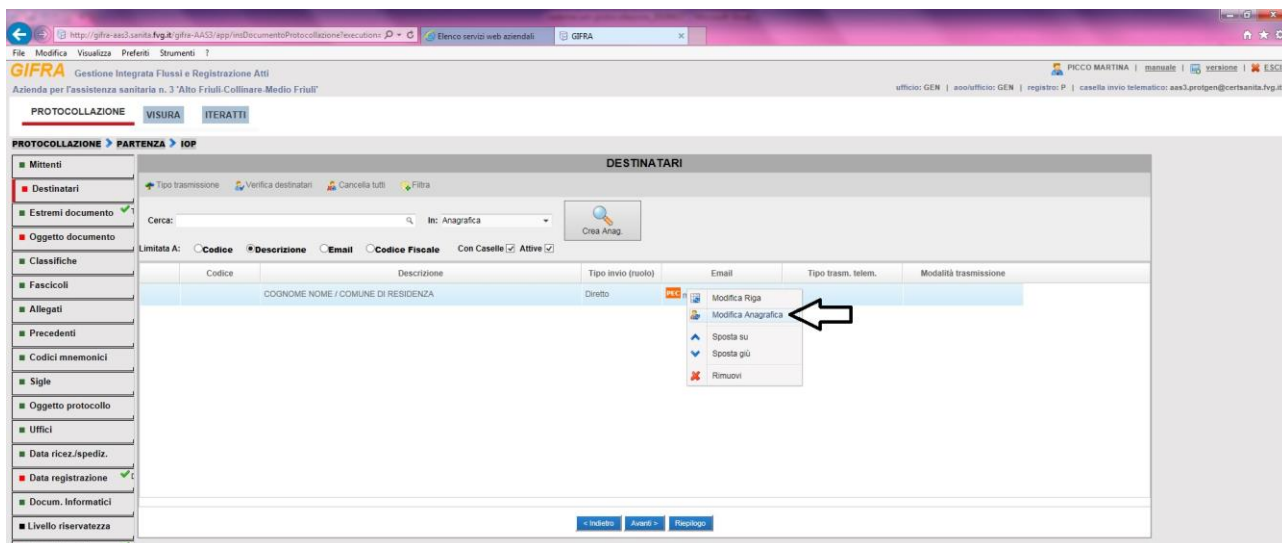 http://gifra-aas3.sanita.fvg.it/gifra-AAS3/app/insDocumentoProtocollazione?execution=
Elenco servizi web aziendali
GIFRA
File Modifica Visualizza Preferiti Strumenti ?
GIFRA Gestione Integrata Flussi e Registrazione Atti
PICCO MARTINA | manuale | versione | ESCI
Azienda per l'assistenza sanitaria n. 3 'Alto Friuli-Collinare-Medio Friuli'
ufficio: GEN | aoo/ufficio: GEN | registro: P | casella invio telematico: aas3.protgen@certsanita.fvg.it
PROTOCOLLAZIONE VISURA ITERATTI
PROTOCOLLAZIONE PARTENZA IOP
Mittenti
Destinatari
Estremi documento
Oggetto documento
Classifiche
Fascicoli
Allegati
Precedenti
Codici mnemonici
Sigle
Oggetto protocollo
Uffici
Data ricez./spediz.
Data registrazione
Docum. Informatici
Livello riservatezza
DESTINATARI
Tipo trasmissione Verifica destinatari Cancella tutti Filtra
Cerca: In: Anagrafica Crea Anag.
Limitata A: Codice Descrizione Email Codice Fiscale Con Caselle Attive
Codice Descrizione Tipo invio (ruolo) Email Tipo trasm. telem. Modalità trasmissione
COGNOME NOME / COMUNE DI RESIDENZA Diretto PEC
Modifica Riga
Modifica Anagrafica
Sposta su
Sposta giù
Rimuovi
< Indietro Avanti > Riepilogo